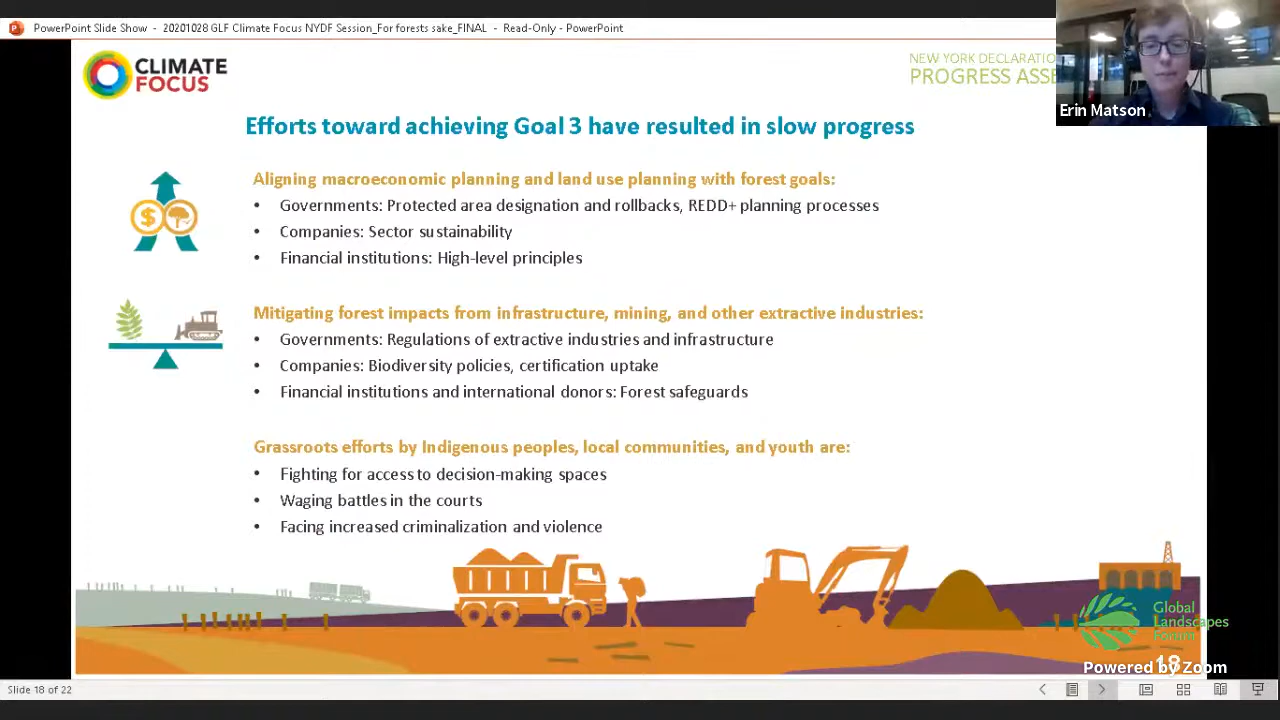 PowerPoint Slide Show - 20201028 GLF Climate Focus NYDF Session_For forests sake_FINAL - Read-Only - PowerPoint
CLIMATE
FOCUS
NEW YORK DECLARATIO
PROGRESS ASSE
Erin Matson
Efforts toward achieving Goal 3 have resulted in slow progress
Aligning macroeconomic planning and land use planning with forest goals:
• Governments: Protected area designation and rollbacks, REDD+ planning processes
• Companies: Sector sustainability
• Financial institutions: High-level principles
Mitigating forest impacts from infrastructure, mining, and other extractive industries:
• Governments: Regulations of extractive industries and infrastructure
• Companies: Biodiversity policies, certification uptake
• Financial institutions and international donors: Forest safeguards
Grassroots efforts by Indigenous peoples, local communities, and youth are:
• Fighting for access to decision-making spaces
• Waging battles in the courts
• Facing increased criminalization and violence
Global
Landscapes
Forum
18
Powered by Zoom
Slide 18 of 22